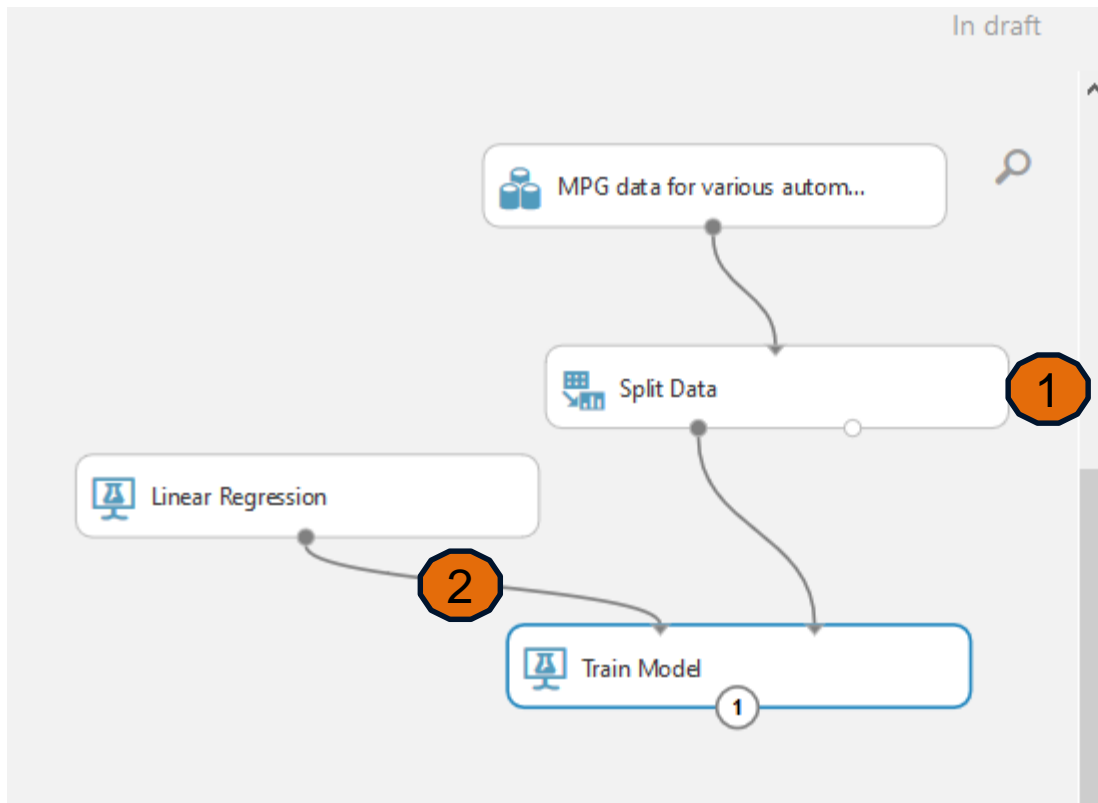 In draft
MPG data for various autom...
Split Data
1
Linear Regression
2
Train Model
1